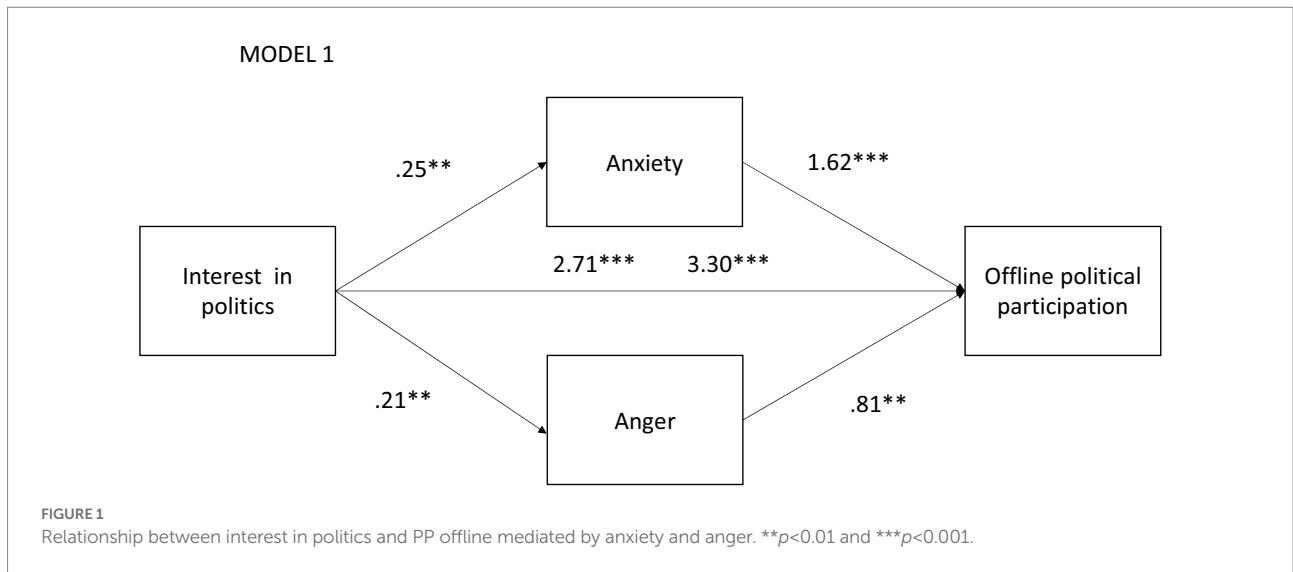 MODEL 1
Anxiety
.25**
1.62***
2.71*** 3.30***
Interest in
politics
Offline political
participation
.21**
.81**
Anger
FIGURE 1
Relationship between interest in politics and PP offline mediated by anxiety and anger. **p<0.01 and ***p<0.001.